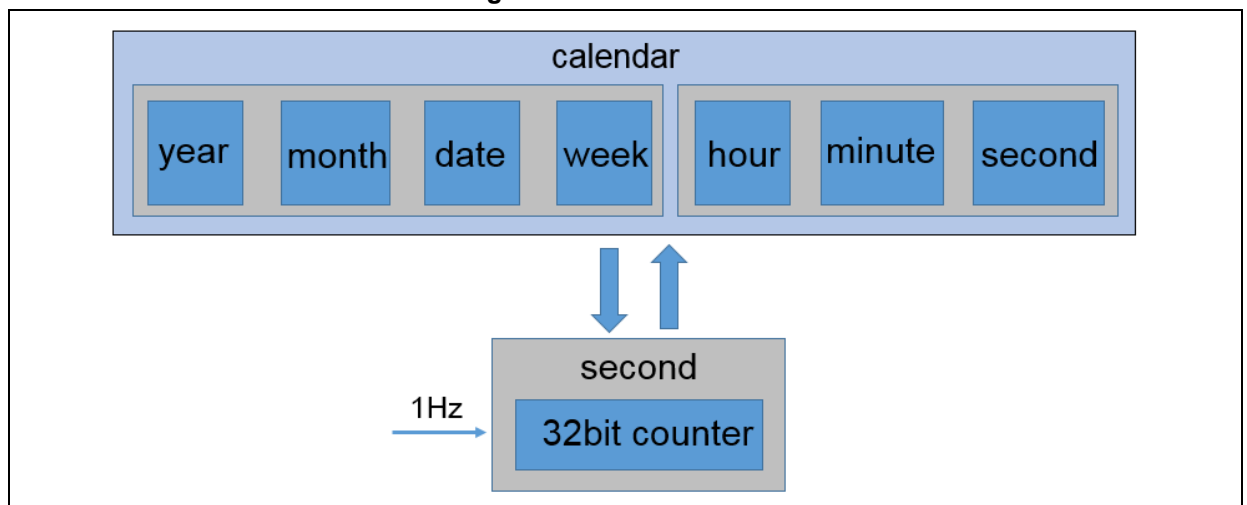 calendar
year month date week hour minute second
second
1Hz
32bit counter